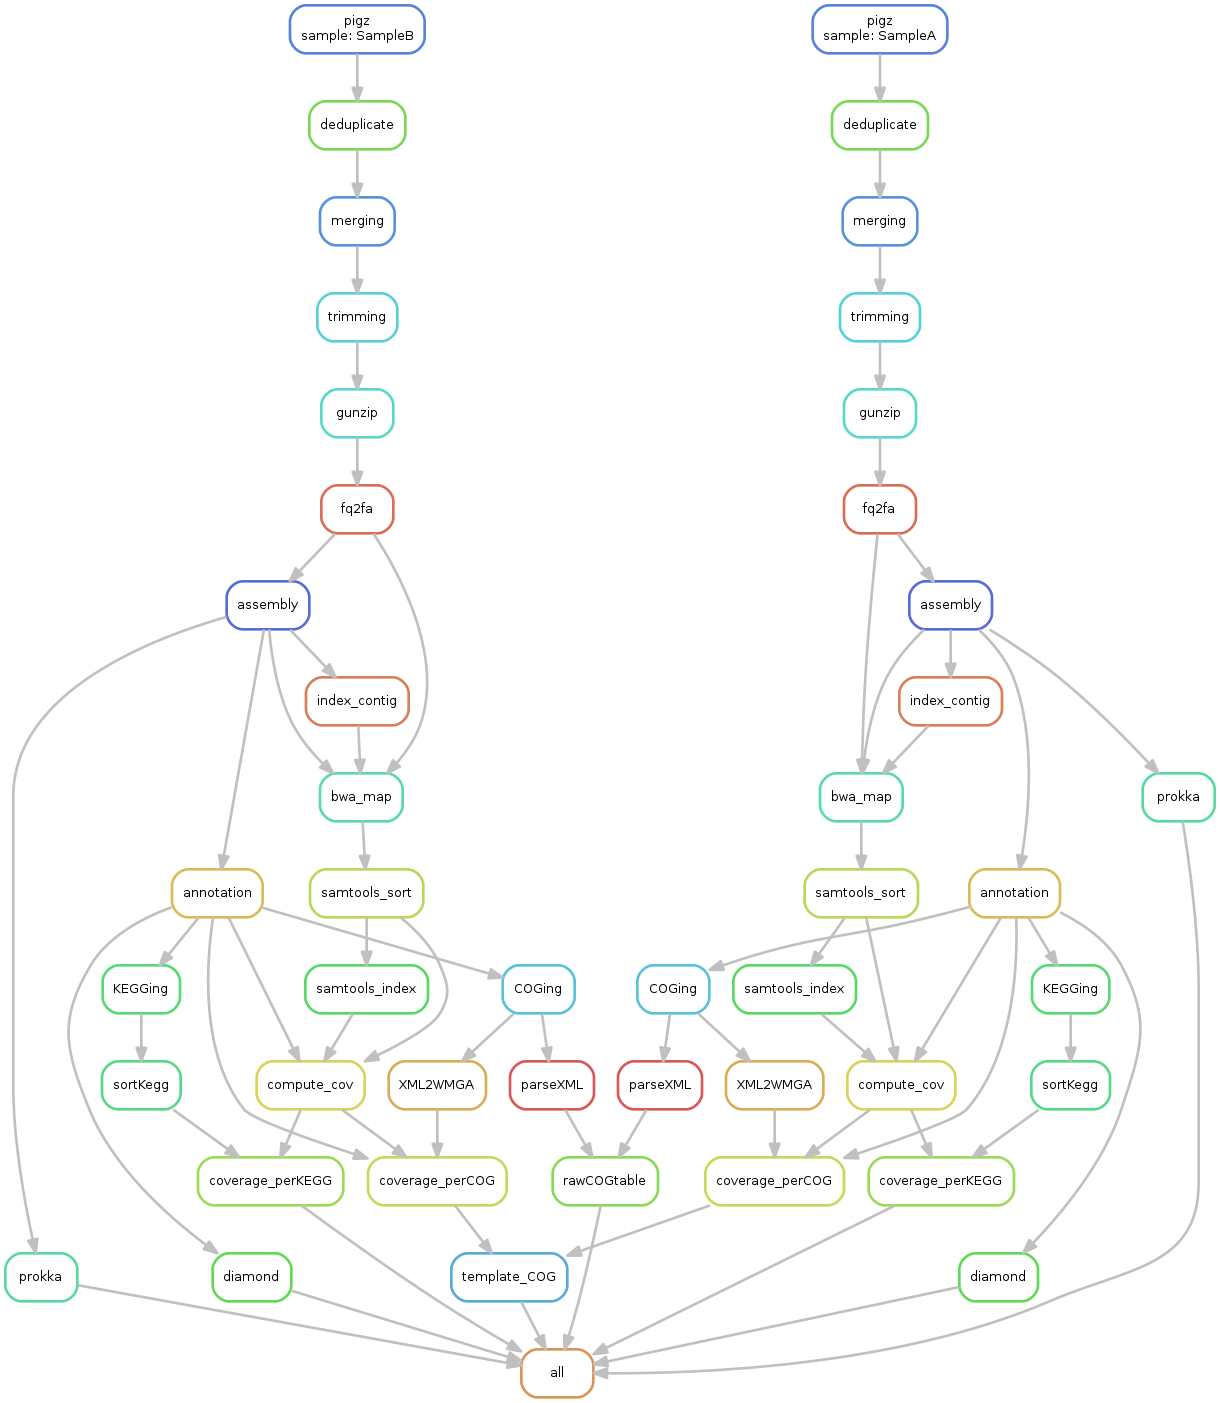 pigz
sample: SampleB
pigz
sample: SampleA
deduplicate
deduplicate
merging
merging
trimming
trimming
gunzip
gunzip
fq2fa
fq2fa
assembly
assembly
index_contig
index_contig
bwa_map
bwa_map
prokka
annotation
samtools_sort
samtools_sort
annotation
KEGGing
samtools_index
COGing
COGing
samtools_index
KEGGing
sortKegg
compute_cov
XML2WMGA
parseXML
parseXML
XML2WMGA
compute_cov
sortKegg
coverage_perKEGG
coverage_perCOG
rawCOGtable
coverage_perCOG
coverage_perKEGG
prokka
diamond
template_COG
diamond
all